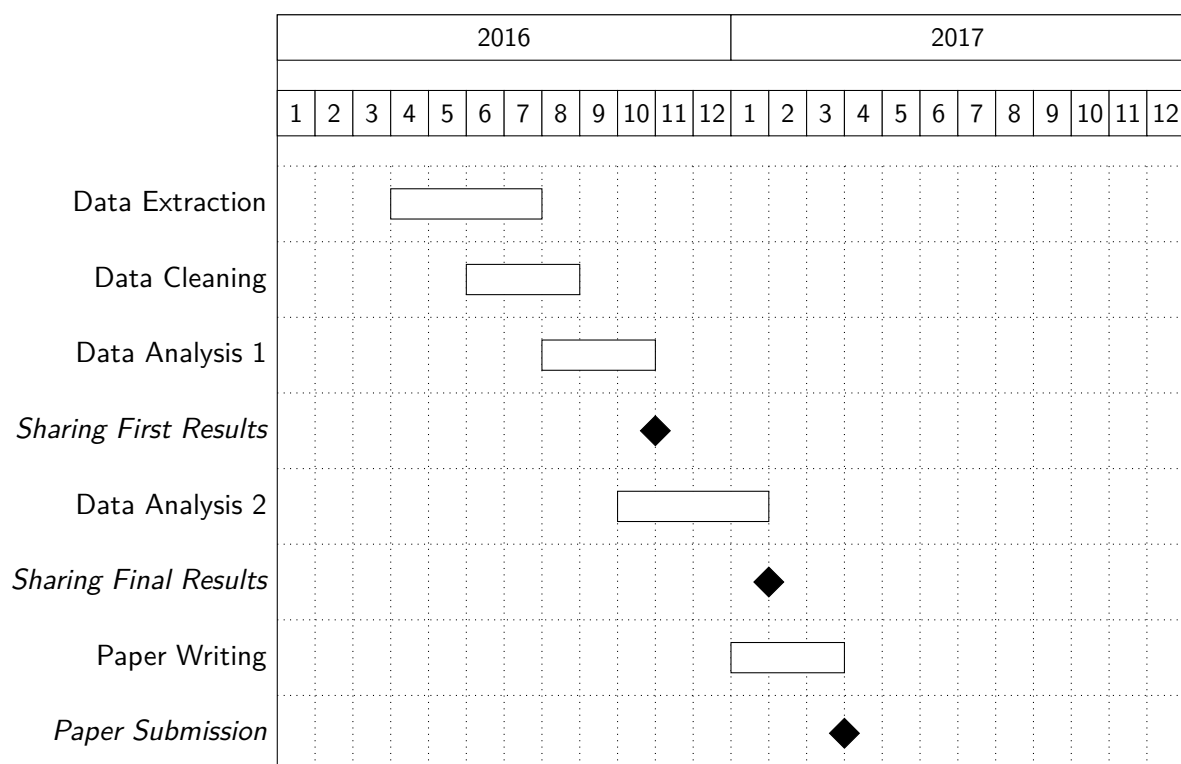 2016 2017
1 2 3 4 5 6 7 8 9 10 11 12 1 2 3 4 5 6 7 8 9 10 11 12
Data Extraction
Data Cleaning
Data Analysis 1
Sharing First Results
Data Analysis 2
Sharing Final Results
Paper Writing
Paper Submission